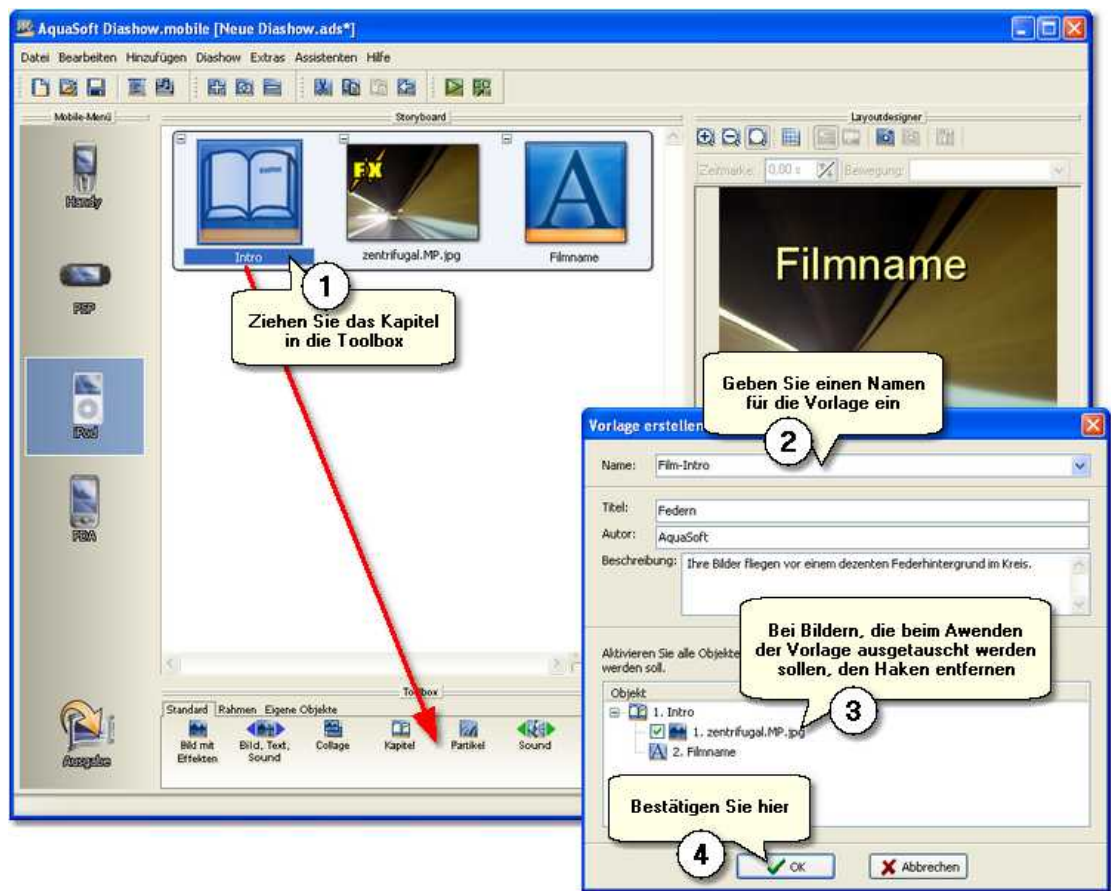 AquaSoft Diashow.mobile [Neue Diashow.ads*]
Datei Bearbeiten Hinzufügen Diashow Extras Assistenten Hilfe
Mobile-Menü
Storyboard
Layoutdesigner
Zeitmarke: 0,00 s
Bewegung:
Handy
PSP
iPod
PDA
Ausgabe
Intro
zentrifugal.MP.jpg
Filmname
FX
A
Filmname
1
Ziehen Sie das Kapitel
in die Toolbox
Geben Sie einen Namen
für die Vorlage ein
2
Vorlage erstellen
Name: Film-Intro
Titel: Federn
Autor: AquaSoft
Beschreibung: Ihre Bilder fliegen vor einem dezenten Federhintergrund im Kreis.
Bei Bildern, die beim Awenden
der Vorlage ausgetauscht werden
sollen, den Haken entfernen
3
Aktivieren Sie alle Objekte
werden soll.
Objekt
1. Intro
1. zentrifugal.MP.jpg
2. Filmname
Bestätigen Sie hier
4
OK
Abbrechen
Toolbox
Standard Rahmen Eigene Objekte
Bild mit
Effekten
Bild, Text,
Sound
Collage
Kapitel
Partikel
Sound